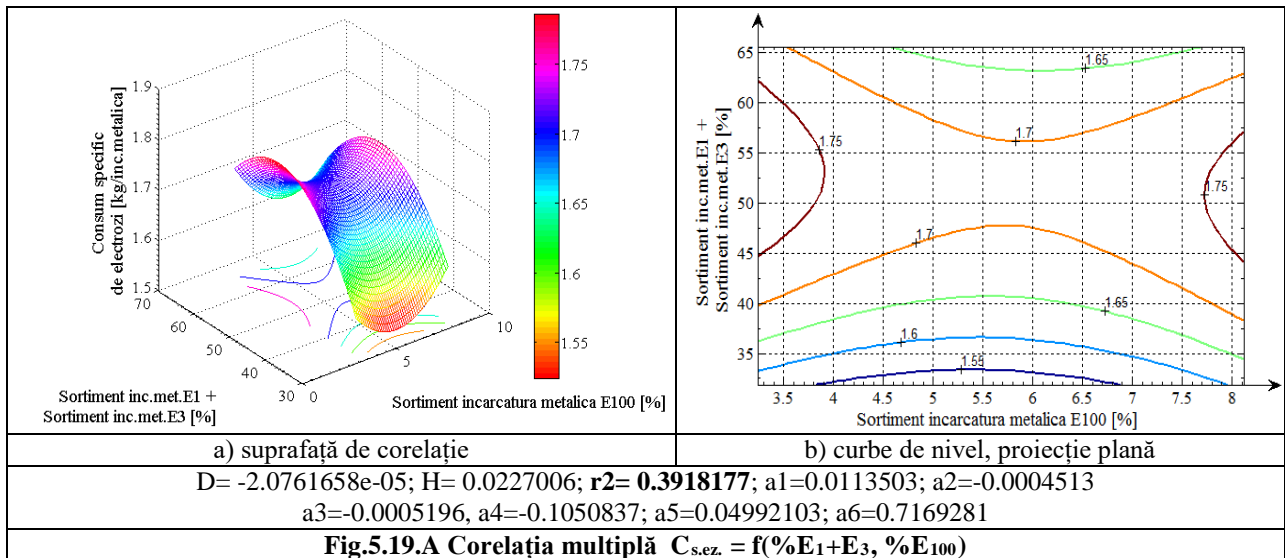 1.9
1.8
1.7
1.6
1.5
70
60
50
40
30
0
5
10
Consum specific
de electrozi [kg/inc.metalica]
Sortiment inc.met.E1 +
Sortiment inc.met.E3 [%]
Sortiment incarcatura metalica E100 [%]
1.75
1.7
1.65
1.6
1.55
65
60
55
50
45
40
35
Sortiment inc.met.E1 +
Sortiment inc.met.E3 [%]
1.65
1.7
1.75
1.75
1.7
1.65
1.6
1.55
3.5 4 4.5 5 5.5 6 6.5 7 7.5 8
Sortiment incarcatura metalica E100 [%]
a) suprafață de corelație
b) curbe de nivel, proiecție plană
D= -2.0761658e-05; H= 0.0227006; r2= 0.3918177; a1=0.0113503; a2=-0.0004513
a3=-0.0005196, a4=-0.1050837; a5=0.04992103; a6=0.7169281
Fig.5.19.A Corelația multiplă Cs.ez. = f(%E1+E3, %E100)